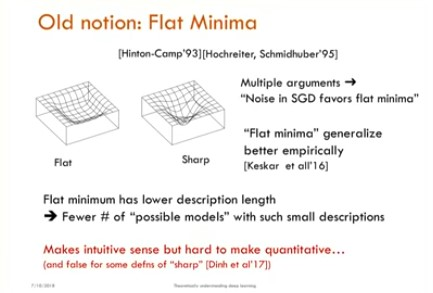 Old notion: Flat Minima
[Hinton-Camp'93][Hochreiter, Schmidhuber'95]
Multiple arguments ➔
"Noise in SGD favors flat minima"
"Flat minima" generalize
better empirically
[Keskar et all'16]
Flat
Sharp
Flat minimum has lower description length
➔ Fewer # of "possible models" with such small descriptions
Makes intuitive sense but hard to make quantitative…
(and false for some defns of "sharp" [Dinh et al'17])
7/10/2018
Theoretically understanding deep learning